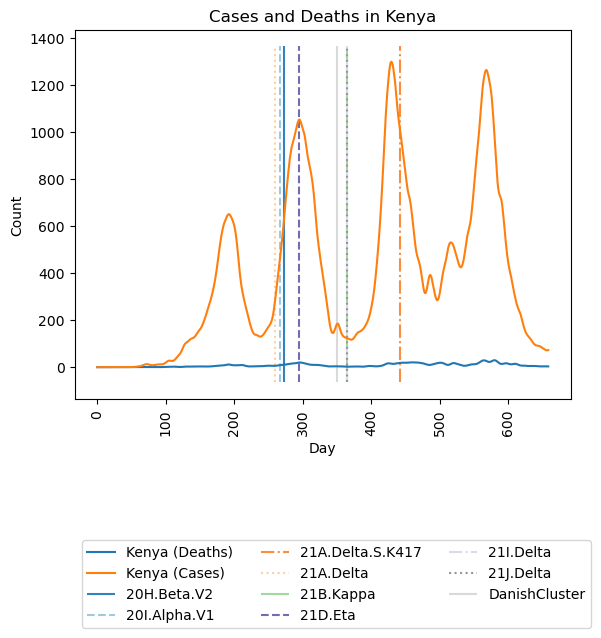 Cases and Deaths in Kenya
1400
1200
1000
800
600
400
200
0
Count
0 100 200 300 400 500 600
Day
Kenya (Deaths) 21A.Delta.S.K417 21I.Delta
Kenya (Cases) 21A.Delta 21J.Delta
20H.Beta.V2 21B.Kappa DanishCluster
20I.Alpha.V1 21D.Eta